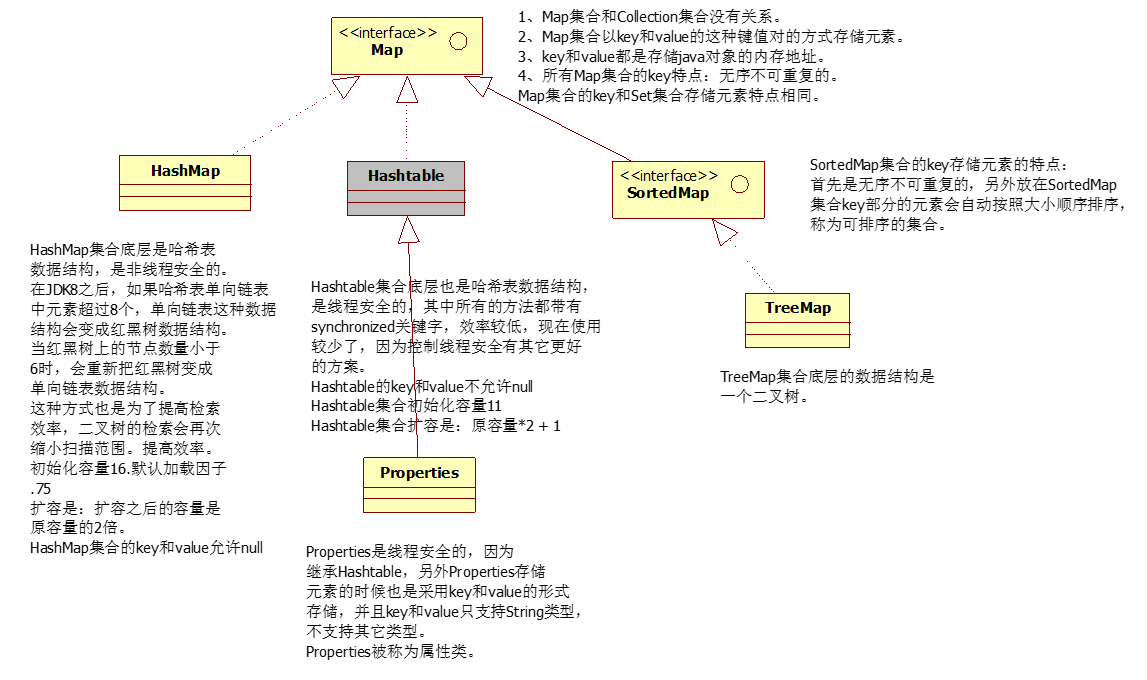 <<interface>>
Map
1、Map集合和Collection集合没有关系。
2、Map集合以key和value的这种键值对的方式存储元素。
3、key和value都是存储java对象的内存地址。
4、所有Map集合的key特点：无序不可重复的。
Map集合的key和Set集合存储元素特点相同。
HashMap
Hashtable
<<interface>>
SortedMap
SortedMap集合的key存储元素的特点：
首先是无序不可重复的，另外放在SortedMap
集合key部分的元素会自动按照大小顺序排序，
称为可排序的集合。
HashMap集合底层是哈希表
数据结构，是非线程安全的。
在JDK8之后，如果哈希表单向链表
中元素超过8个，单向链表这种数据
结构会变成红黑树数据结构。
当红黑树上的节点数量小于
6时，会重新把红黑树变成
单向链表数据结构。
这种方式也是为了提高检索
效率，二叉树的检索会再次
缩小扫描范围。提高效率。
初始化容量16.默认加载因子
.75
扩容是：扩容之后的容量是
原容量的2倍。
HashMap集合的key和value允许null
Hashtable集合底层也是哈希表数据结构，
是线程安全的，其中所有的方法都带有
synchronized关键字，效率较低，现在使用
较少了，因为控制线程安全有其它更好
的方案。
Hashtable的key和value不允许null
Hashtable集合初始化容量11
Hashtable集合扩容是：原容量*2 + 1
TreeMap
TreeMap集合底层的数据结构是
一个二叉树。
Properties
Properties是线程安全的，因为
继承Hashtable，另外Properties存储
元素的时候也是采用key和value的形式
存储，并且key和value只支持String类型，
不支持其它类型。
Properties被称为属性类。